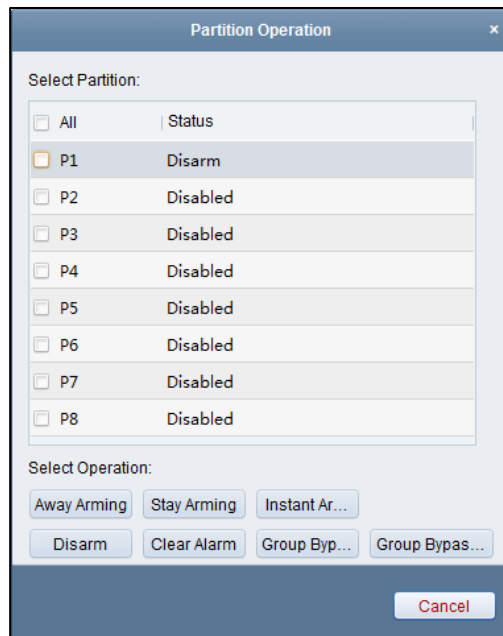 Partition Operation ×
Select Partition:
All Status
P1 Disarm
P2 Disabled
P3 Disabled
P4 Disabled
P5 Disabled
P6 Disabled
P7 Disabled
P8 Disabled
Select Operation:
Away Arming Stay Arming Instant Ar...
Disarm Clear Alarm Group Byp... Group Bypas...
Cancel